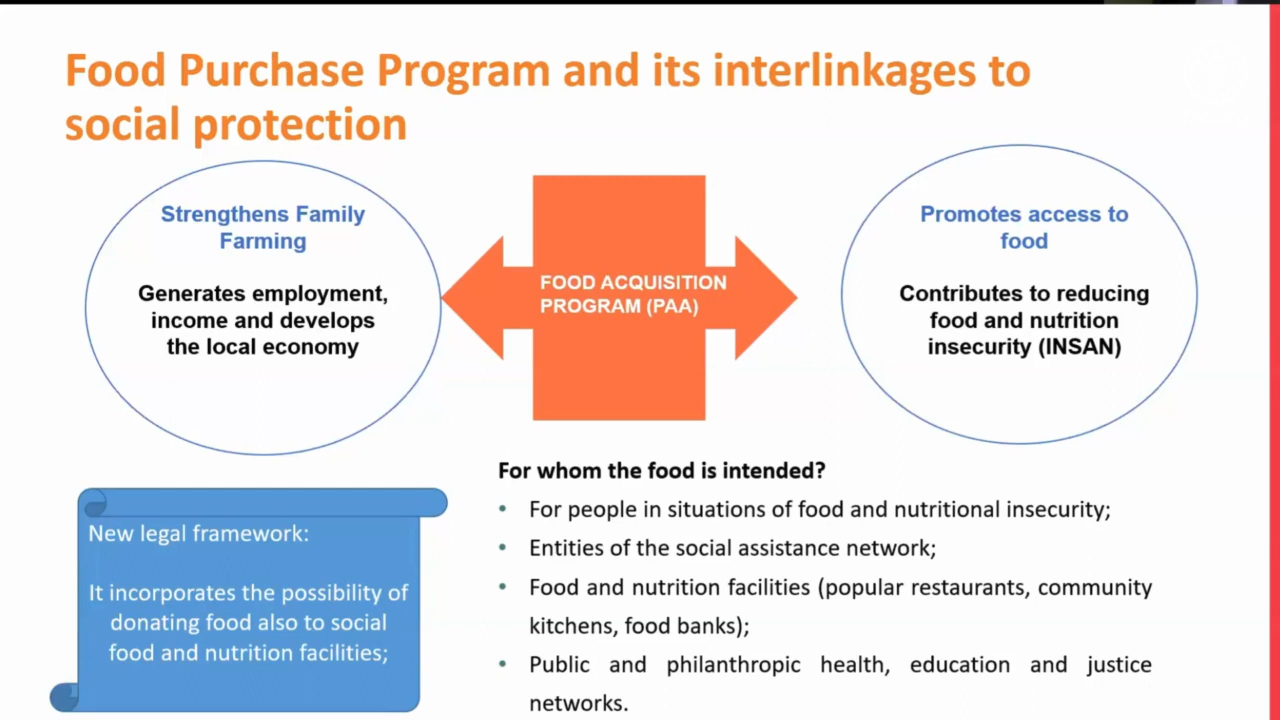 Food Purchase Program and its interlinkages to
social protection
Strengthens Family
Farming
Generates employment,
income and develops
the local economy
FOOD ACQUISITION
PROGRAM (PAA)
Promotes access to
food
Contributes to reducing
food and nutrition
insecurity (INSAN)
New legal framework:
It incorporates the possibility of
donating food also to social
food and nutrition facilities;
For whom the food is intended?
• For people in situations of food and nutritional insecurity;
• Entities of the social assistance network;
• Food and nutrition facilities (popular restaurants, community
kitchens, food banks);
• Public and philanthropic health, education and justice
networks.